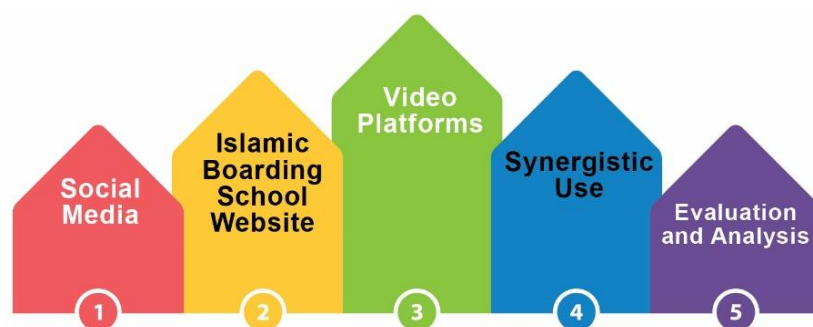 Social
Media
1
Islamic
Boarding
School
Website
2
Video
Platforms
3
Synergistic
Use
4
Evaluation
and Analysis
5